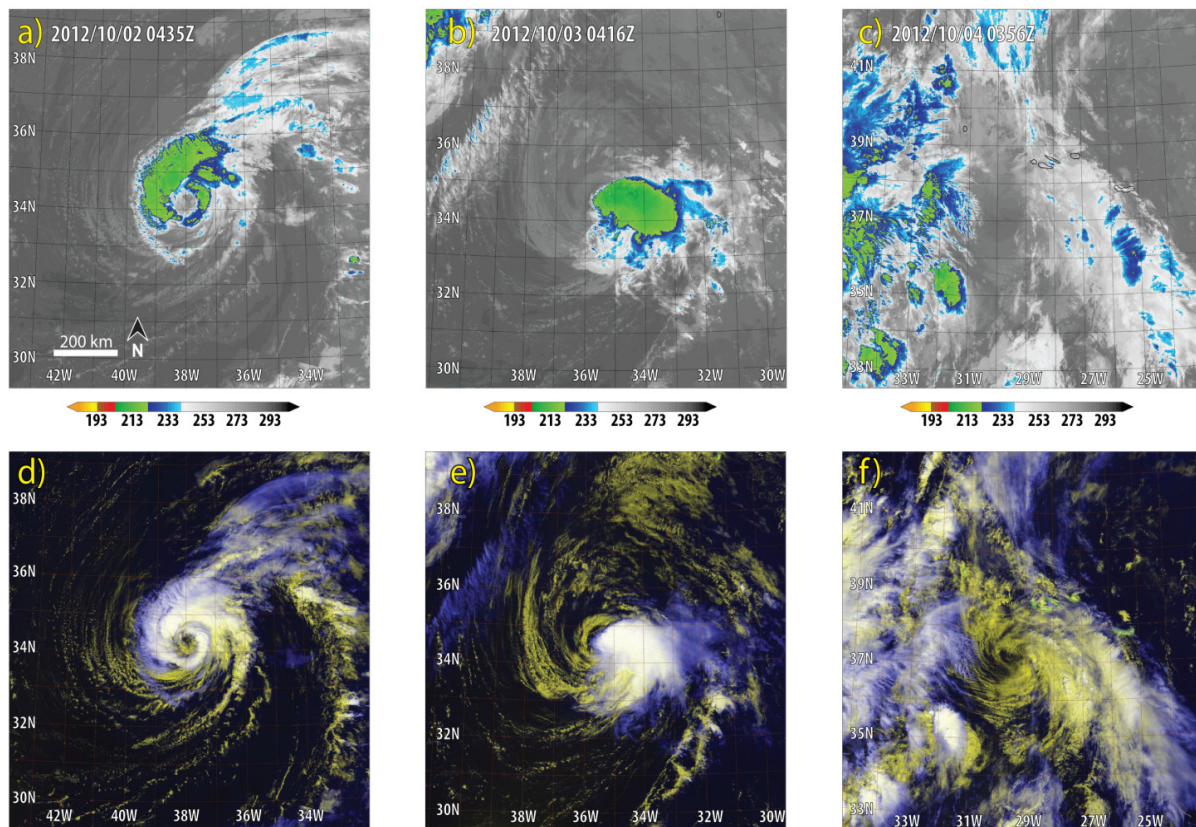 a) 2012/10/02 0435Z
38N
36N
34N
32N
30N
200 km
N
42W 40W 38W 36W 34W
193 213 233 253 273 293
b) 2012/10/03 0416Z
38N
36N
34N
32N
30N
38W 36W 34W 32W 30W
193 213 233 253 273 293
c) 2012/10/04 0356Z
41N
39N
37N
35N
33N
33W 31W 29W 27W 25W
193 213 233 253 273 293
d)
38N
36N
34N
32N
30N
42W 40W 38W 36W 34W
e)
38N
36N
34N
32N
30N
38W 36W 34W 32W 30W
f)
41N
39N
37N
35N
33N
33W 31W 29W 27W 25W